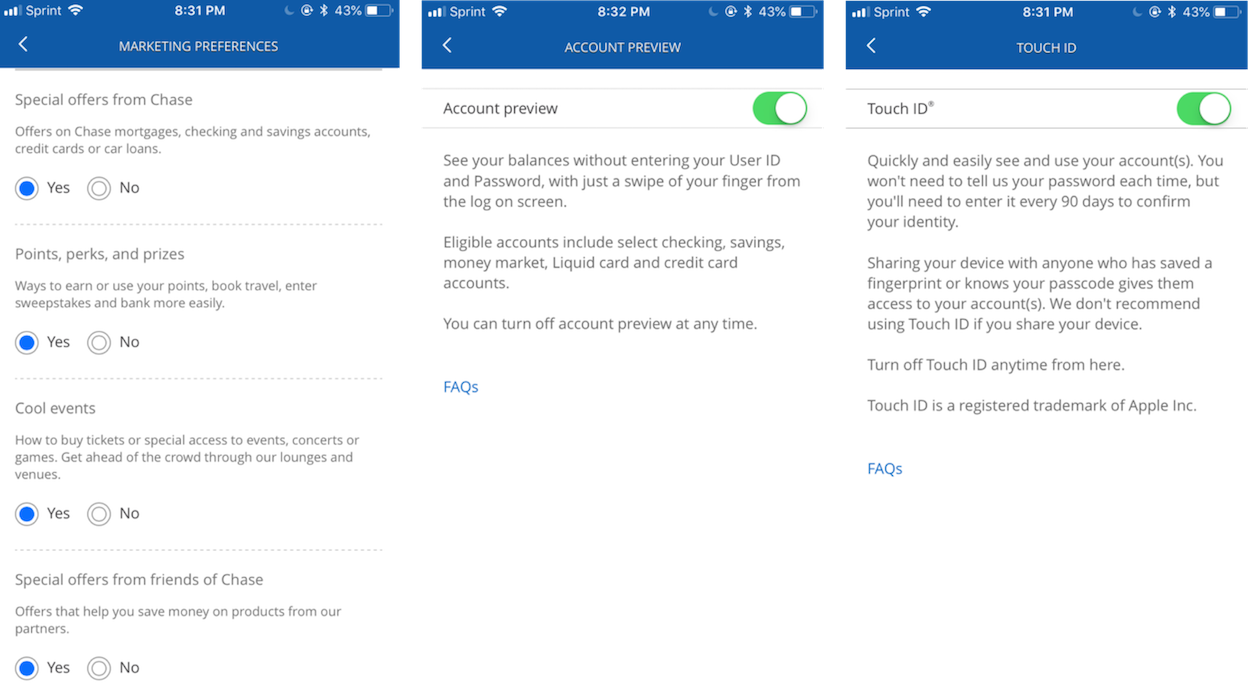 Sprint 8:31 PM 43%
MARKETING PREFERENCES
Special offers from Chase
Offers on Chase mortgages, checking and savings accounts,
credit cards or car loans.
Yes No
Points, perks, and prizes
Ways to earn or use your points, book travel, enter
sweepstakes and bank more easily.
Yes No
Cool events
How to buy tickets or special access to events, concerts or
games. Get ahead of the crowd through our lounges and
venues.
Yes No
Special offers from friends of Chase
Offers that help you save money on products from our
partners.
Yes No
Sprint 8:32 PM 43%
ACCOUNT PREVIEW
Account preview
See your balances without entering your User ID
and Password, with just a swipe of your finger from
the log on screen.
Eligible accounts include select checking, savings,
money market, Liquid card and credit card
accounts.
You can turn off account preview at any time.
FAQs
Sprint 8:31 PM 43%
TOUCH ID
Touch ID®
Quickly and easily see and use your account(s). You
won't need to tell us your password each time, but
you'll need to enter it every 90 days to confirm
your identity.
Sharing your device with anyone who has saved a
fingerprint or knows your passcode gives them
access to your account(s). We don't recommend
using Touch ID if you share your device.
Turn off Touch ID anytime from here.
Touch ID is a registered trademark of Apple Inc.
FAQs